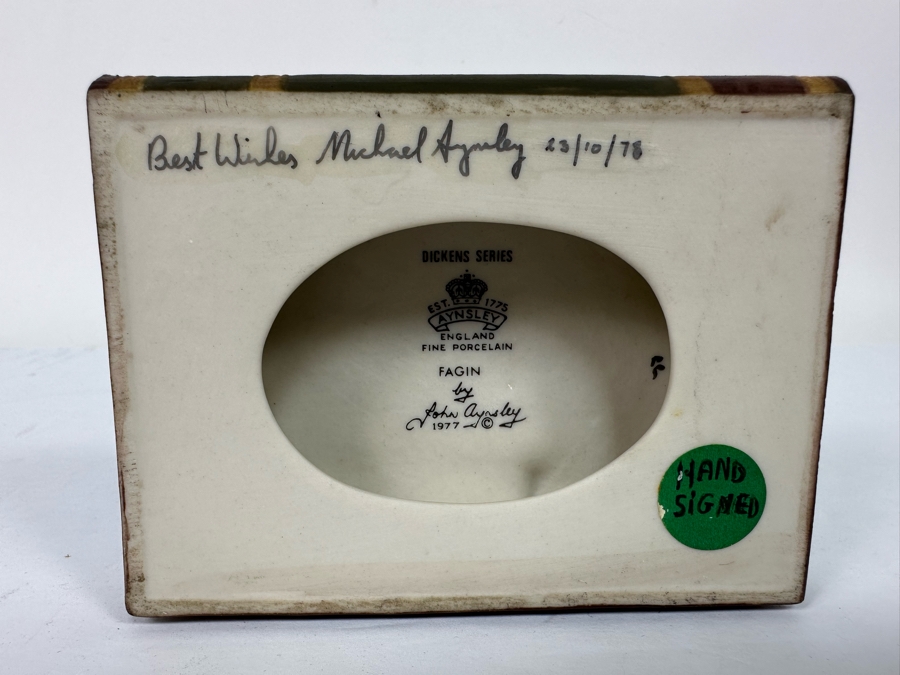 Best Wishes Michael Aynsley 23/10/78
DICKENS SERIES
EST. 1775
AYNSLEY
ENGLAND
FINE PORCELAIN
FAGIN
by
John Aynsley
1977 ©
HAND
SIGNED